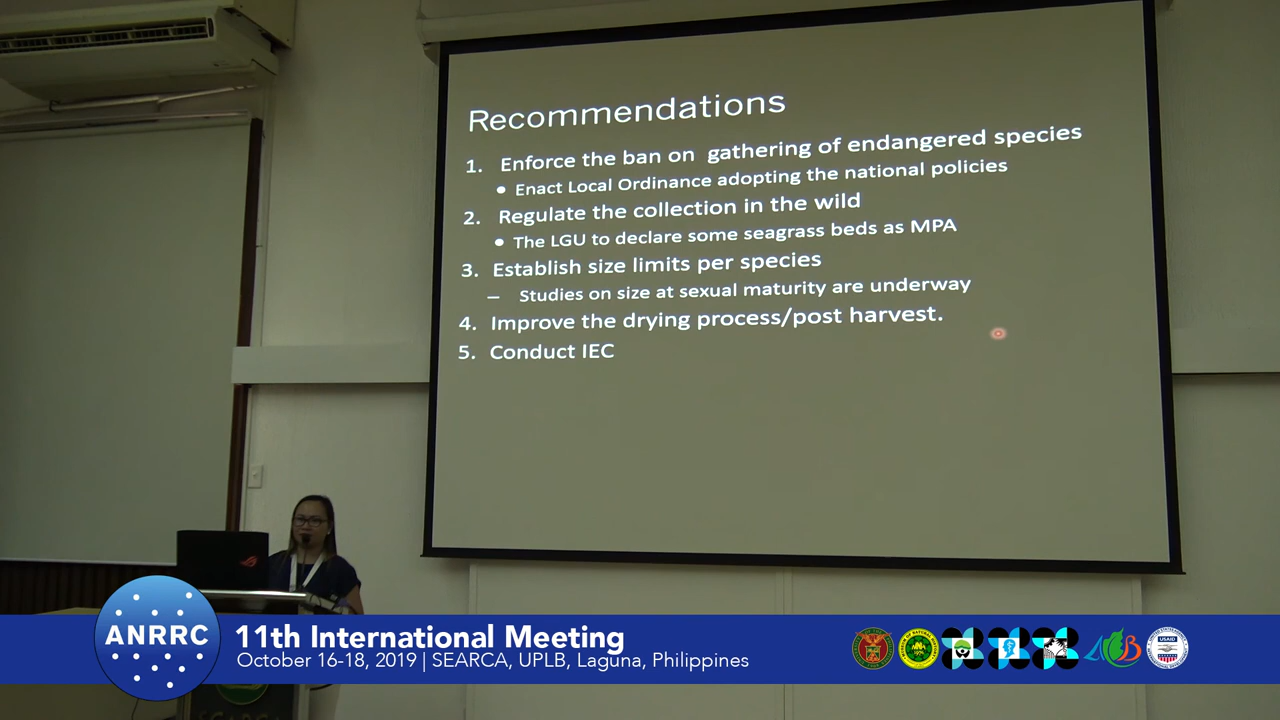 Recommendations
1. Enforce the ban on gathering of endangered species
• Enact Local Ordinance adopting the national policies
2. Regulate the collection in the wild
• The LGU to declare some seagrass beds as MPA
3. Establish size limits per species
– Studies on size at sexual maturity are underway
4. Improve the drying process/post harvest.
5. Conduct IEC
ANRRC
11th International Meeting
October 16-18, 2019 | SEARCA, UPLB, Laguna, Philippines
USAID